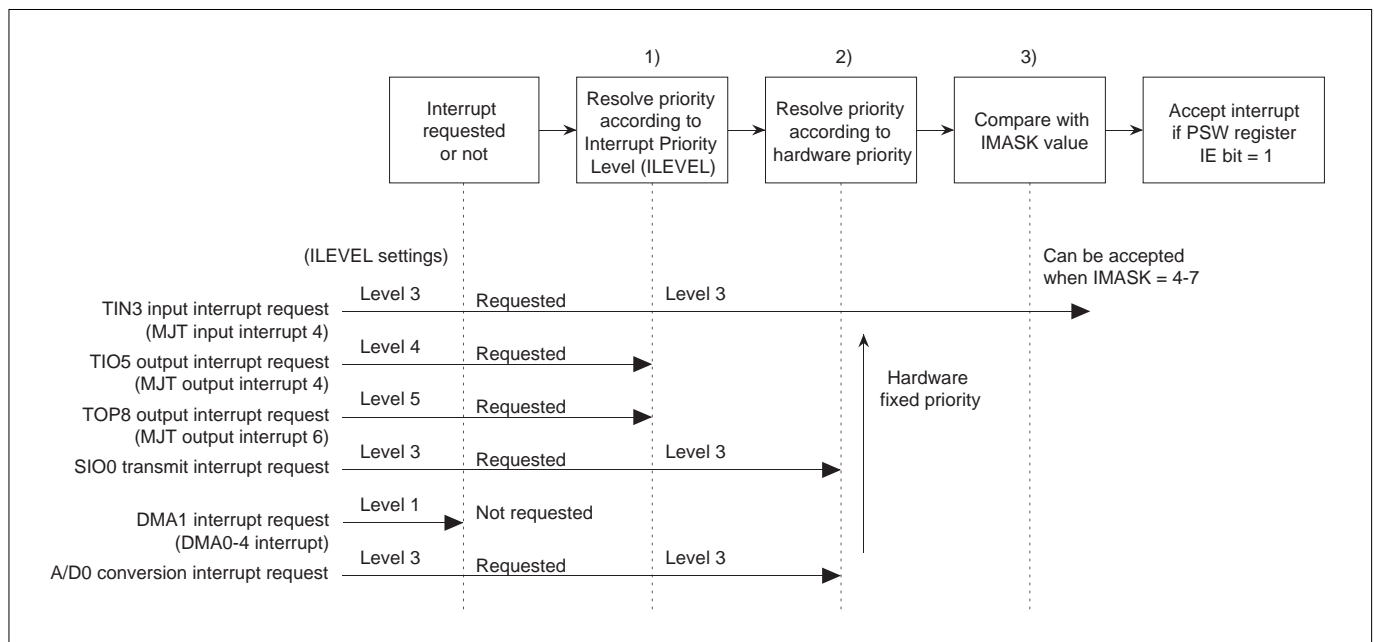 1)
2)
3)
Interrupt
requested
or not
Resolve priority
according to
Interrupt Priority
Level (ILEVEL)
Resolve priority
according to
hardware priority
Compare with
IMASK value
Accept interrupt
if PSW register
IE bit = 1
(ILEVEL settings)
Can be accepted
when IMASK = 4-7
TIN3 input interrupt request
(MJT input interrupt 4)
Level 3
Requested
Level 3
TIO5 output interrupt request
(MJT output interrupt 4)
Level 4
Requested
Hardware
fixed priority
TOP8 output interrupt request
(MJT output interrupt 6)
Level 5
Requested
SIO0 transmit interrupt request
Level 3
Requested
Level 3
DMA1 interrupt request
(DMA0-4 interrupt)
Level 1
Not requested
A/D0 conversion interrupt request
Level 3
Requested
Level 3